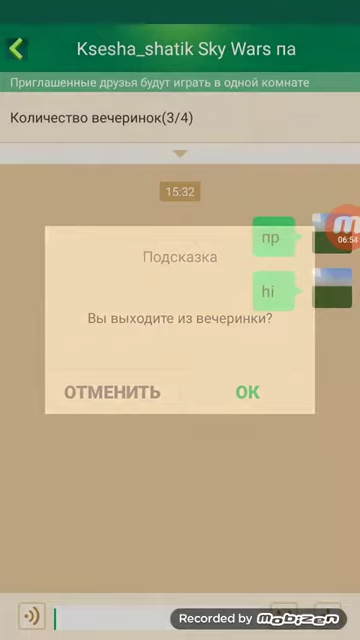 Ksesha_shatik Sky Wars па
Приглашенные друзья будут играть в одной комнате
Количество вечеринок(3/4)
15:32
пр
06:54
Подсказка
hi
Вы выходите из вечеринки?
ОТМЕНИТЬ
ОК
Recorded by mobizen